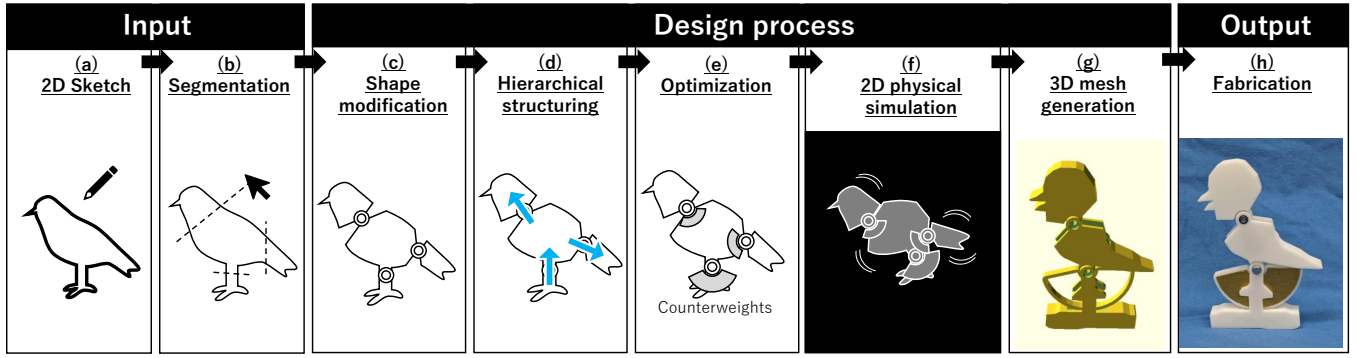 Input
Design process
Output
(a)
2D Sketch
(b)
Segmentation
(c)
Shape
modification
(d)
Hierarchical
structuring
(e)
Optimization
Counterweights
(f)
2D physical
simulation
(g)
3D mesh
generation
(h)
Fabrication